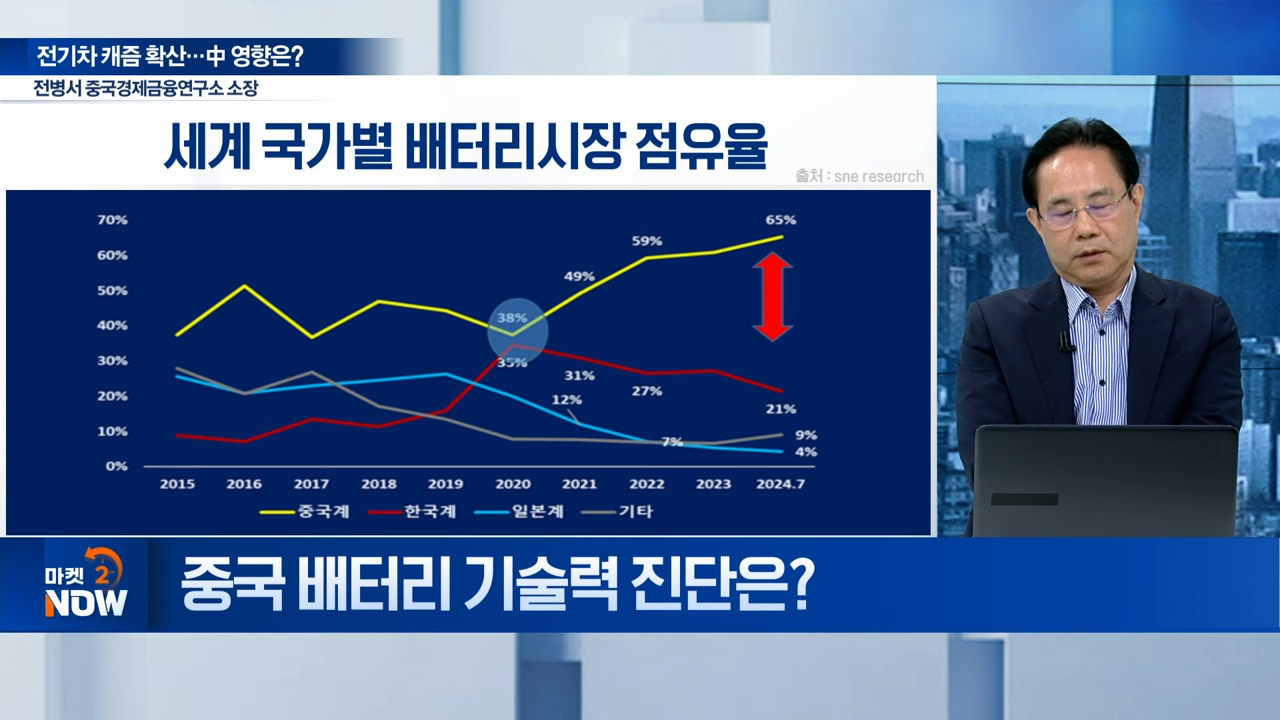 전기차 캐즘 확산…中 영향은?
전병서 중국경제금융연구소 소장
세계 국가별 배터리시장 점유율
출처 : sne research
70%
60%
50%
40%
30%
20%
10%
0%
65%
59%
49%
38%
35%
31%
27%
21%
12%
7%
9%
4%
2015 2016 2017 2018 2019 2020 2021 2022 2023 2024.7
중국계 한국계 일본계 기타
마켓 2
NOW
중국 배터리 기술력 진단은?